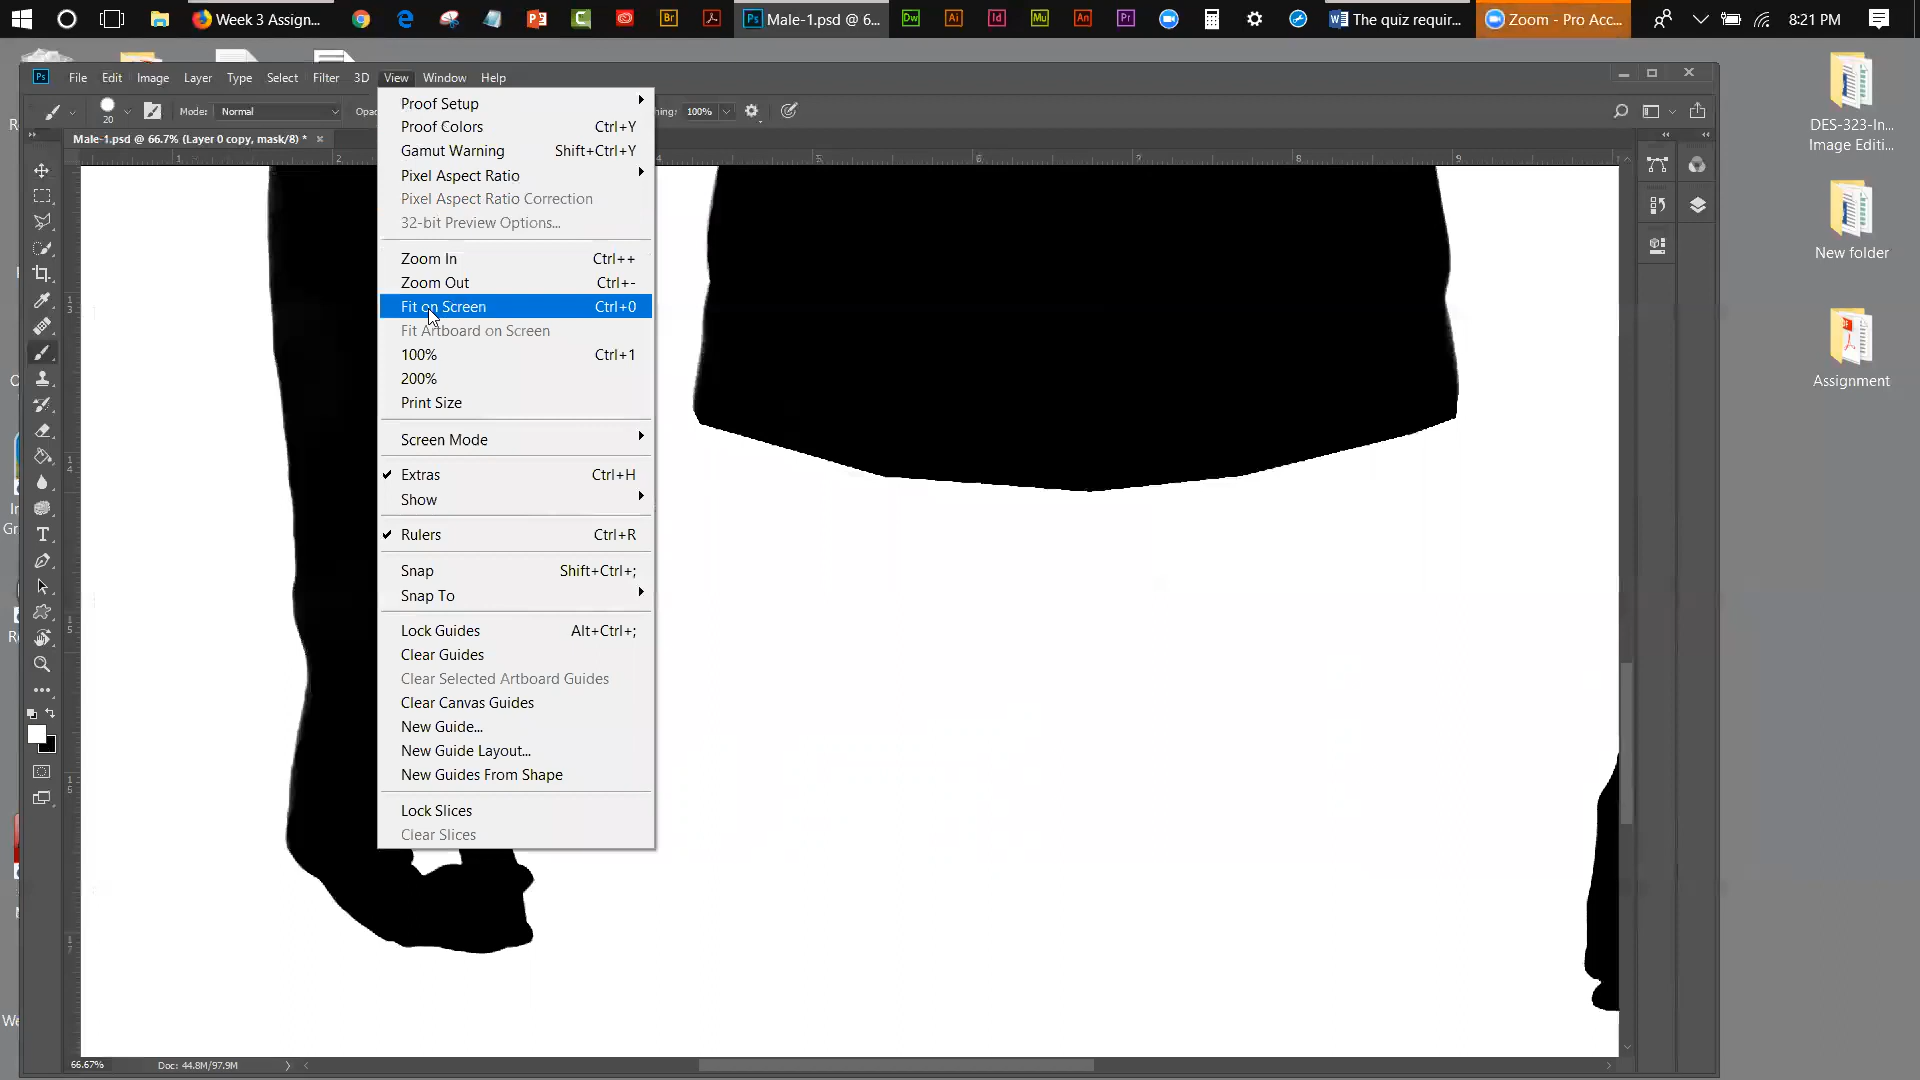 Week 3 Assign...
Male-1.psd @ 6...
The quiz requir...
Zoom - Pro Acc...
8:21 PM
File Edit Image Layer Type Select Filter 3D View Window Help
20
Mode: Normal
100%
Male-1.psd @ 66.7% (Layer 0 copy, mask/8) *
Proof Setup
Proof Colors Ctrl+Y
Gamut Warning Shift+Ctrl+Y
Pixel Aspect Ratio
Pixel Aspect Ratio Correction
32-bit Preview Options...
Zoom In Ctrl++
Zoom Out Ctrl+-
Fit on Screen Ctrl+0
Fit Artboard on Screen
100% Ctrl+1
200%
Print Size
Screen Mode
Extras Ctrl+H
Show
Rulers Ctrl+R
Snap Shift+Ctrl+;
Snap To
Lock Guides Alt+Ctrl+;
Clear Guides
Clear Selected Artboard Guides
Clear Canvas Guides
New Guide...
New Guide Layout...
New Guides From Shape
Lock Slices
Clear Slices
66.67% Doc: 44.8M/97.9M
DES-323-In...
Image Editi...
New folder
Assignment